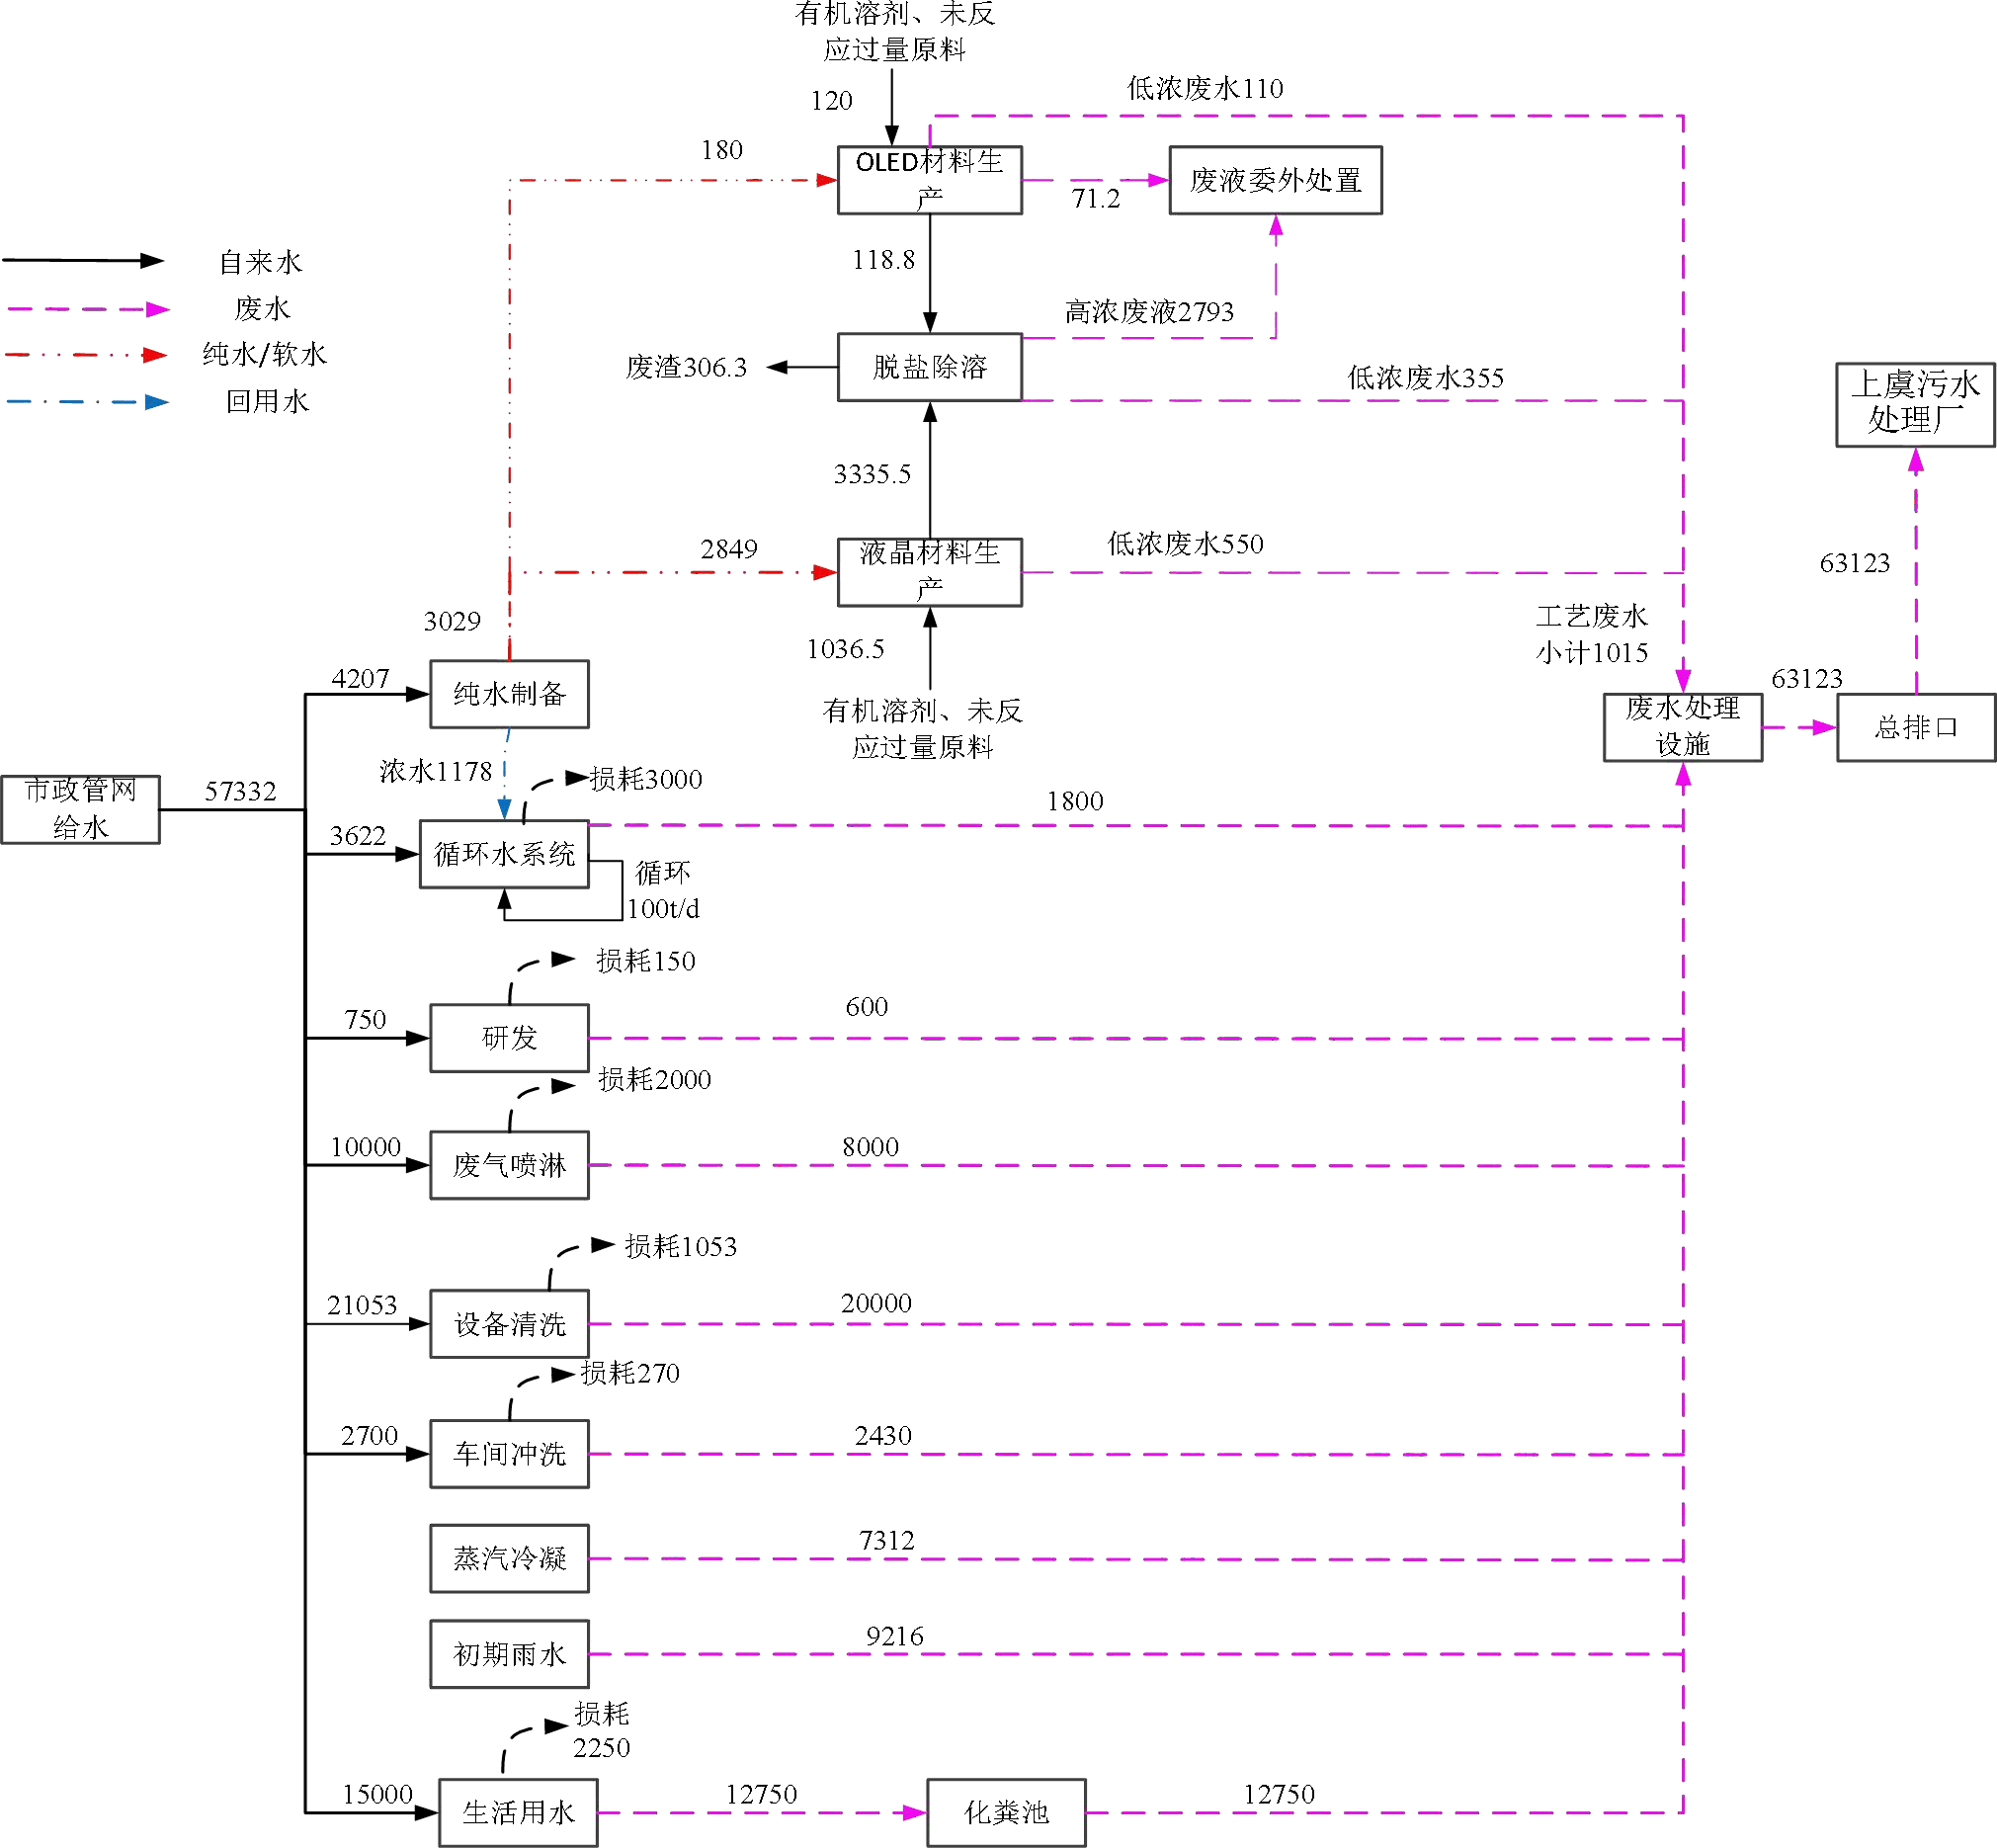 有机溶剂、未反
应过量原料
120
低浓废水110
180
OLED材料生
产
71.2
废液委外处置
自来水
废水
纯水/软水
回用水
118.8
高浓废液2793
废渣306.3
脱盐除溶
低浓废水355
上虞污水
处理厂
3335.5
2849
液晶材料生
产
低浓废水550
63123
3029
1036.5
工艺废水
小计1015
4207
纯水制备
有机溶剂、未反
应过量原料
废水处理
设施
63123
总排口
浓水1178
损耗3000
市政管网
给水
57332
3622
循环水系统
1800
循环
100t/d
损耗150
750
研发
600
损耗2000
10000
废气喷淋
8000
损耗1053
21053
设备清洗
20000
损耗270
2700
车间冲洗
2430
蒸汽冷凝
7312
初期雨水
9216
损耗
2250
15000
生活用水
12750
化粪池
12750